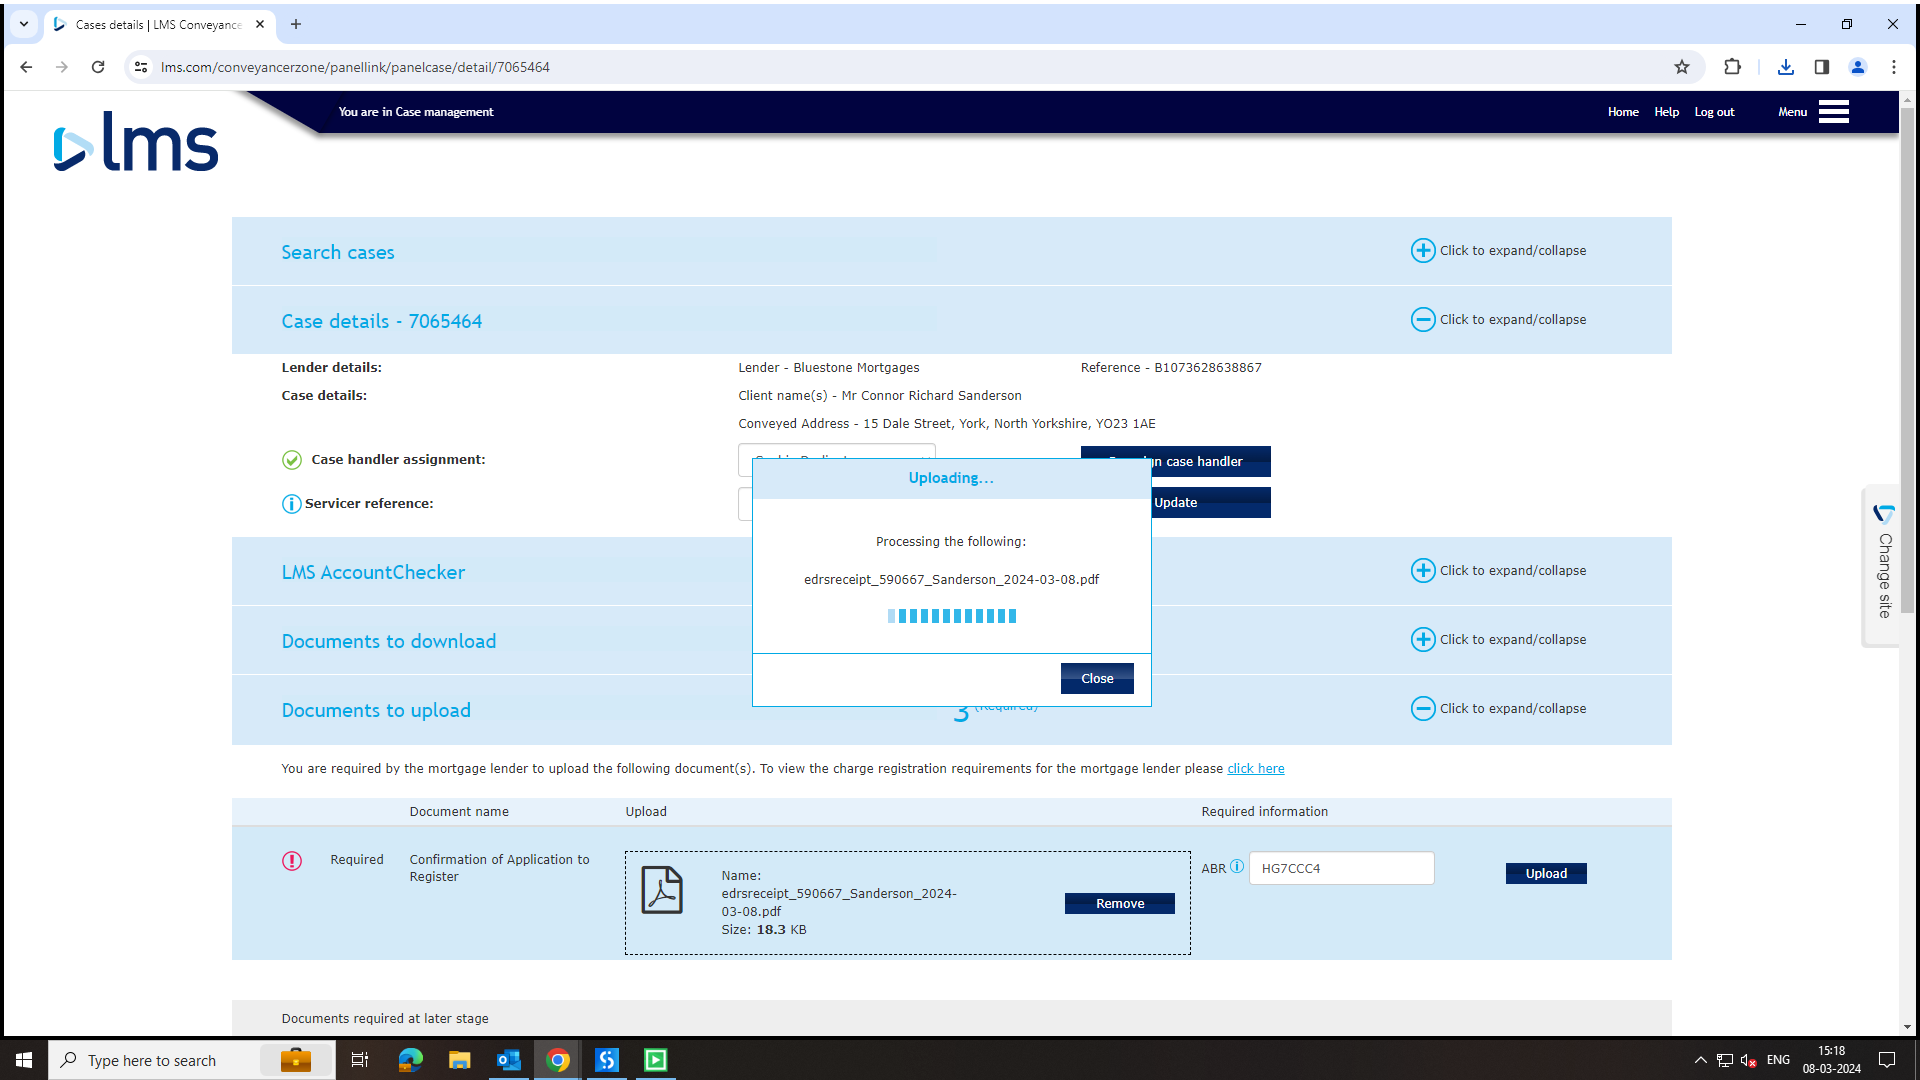 Cases details | LMS Conveyance
lms.com/conveyancerzone/panellink/panelcase/detail/7065464
You are in Case management
Home Help Log out Menu
lms
Search cases
Click to expand/collapse
Case details - 7065464
Click to expand/collapse
Lender details:
Lender - Bluestone Mortgages
Reference - B1073628638867
Case details:
Client name(s) - Mr Connor Richard Sanderson
Conveyed Address - 15 Dale Street, York, North Yorkshire, YO23 1AE
Case handler assignment:
case handler
Servicer reference:
Update
Uploading...
Processing the following:
edrsreceipt_590667_Sanderson_2024-03-08.pdf
Close
LMS AccountChecker
Click to expand/collapse
Documents to download
Click to expand/collapse
Documents to upload
3 (Required)
Click to expand/collapse
Change site
You are required by the mortgage lender to upload the following document(s). To view the charge registration requirements for the mortgage lender please click here
Document name
Upload
Required information
Required
Confirmation of Application to
Register
Name:
edrsreceipt_590667_Sanderson_2024-
03-08.pdf
Size: 18.3 KB
Remove
ABR
HG7CCC4
Upload
Documents required at later stage
Type here to search
ENG
15:18
08-03-2024